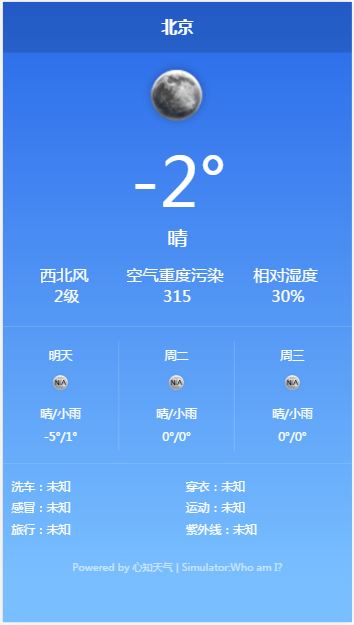 北京
-2°
晴
西北风 空气重度污染 相对湿度
2级 315 30%
明天 周二 周三
N/A N/A N/A
晴/小雨 晴/小雨 晴/小雨
-5°/1° 0°/0° 0°/0°
洗车：未知 穿衣：未知
感冒：未知 运动：未知
旅行：未知 紫外线：未知
Powered by 心知天气 | Simulator:Who am I?